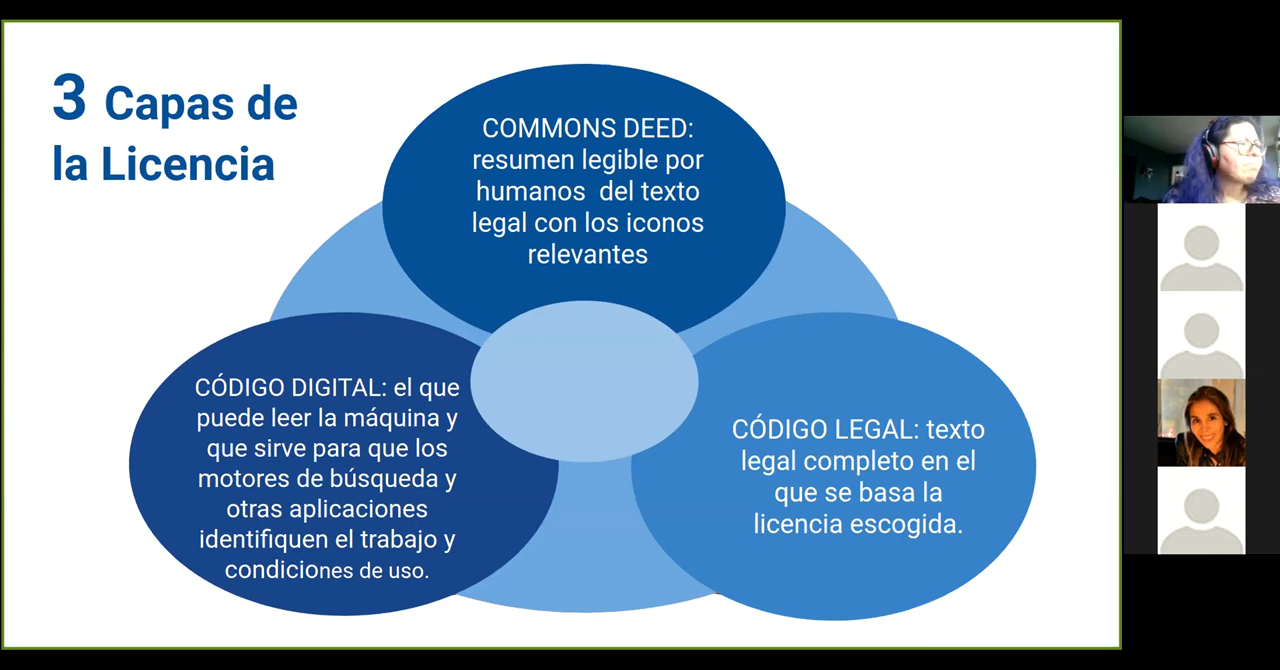 3 Capas de
la Licencia
COMMONS DEED:
resumen legible por
humanos del texto
legal con los iconos
relevantes
CÓDIGO DIGITAL: el que
puede leer la máquina y
que sirve para que los
motores de búsqueda y
otras aplicaciones
identifiquen el trabajo y
condiciones de uso.
CÓDIGO LEGAL: texto
legal completo en el
que se basa la
licencia escogida.